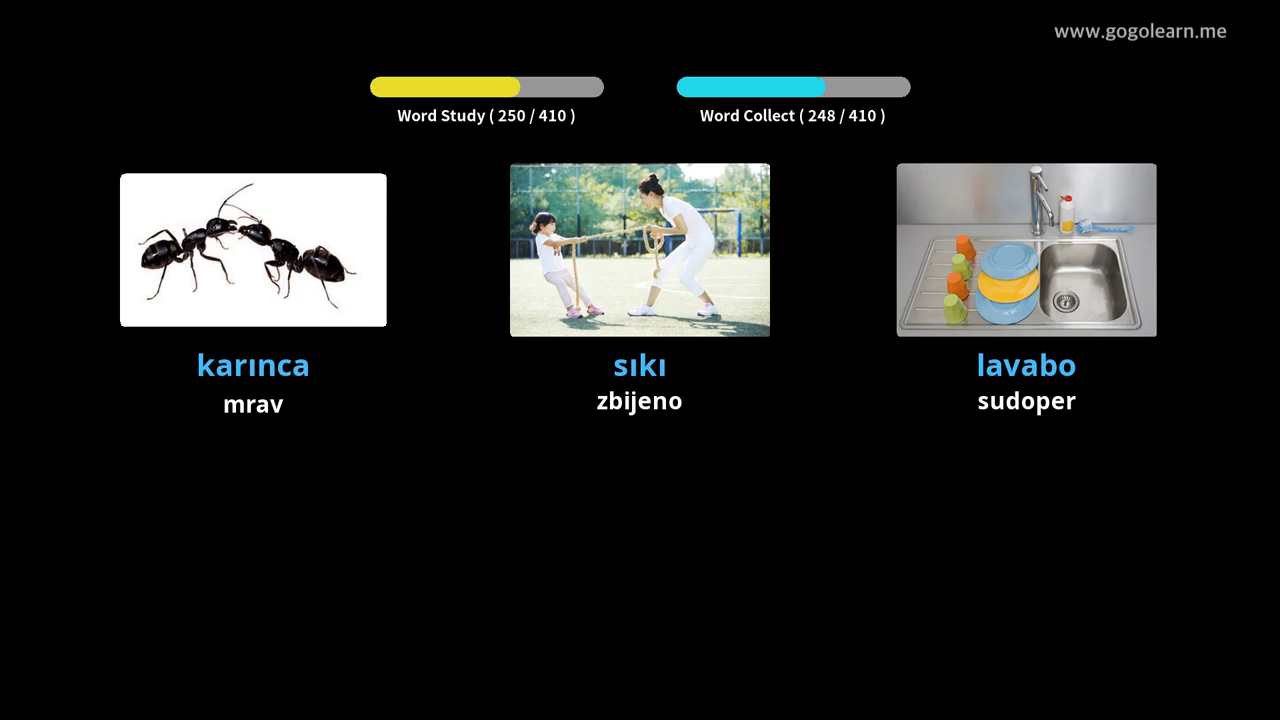 www.gogolearn.me
Word Study ( 250 / 410 )
Word Collect ( 248 / 410 )
karınca
mrav
sıkı
zbijeno
lavabo
sudoper